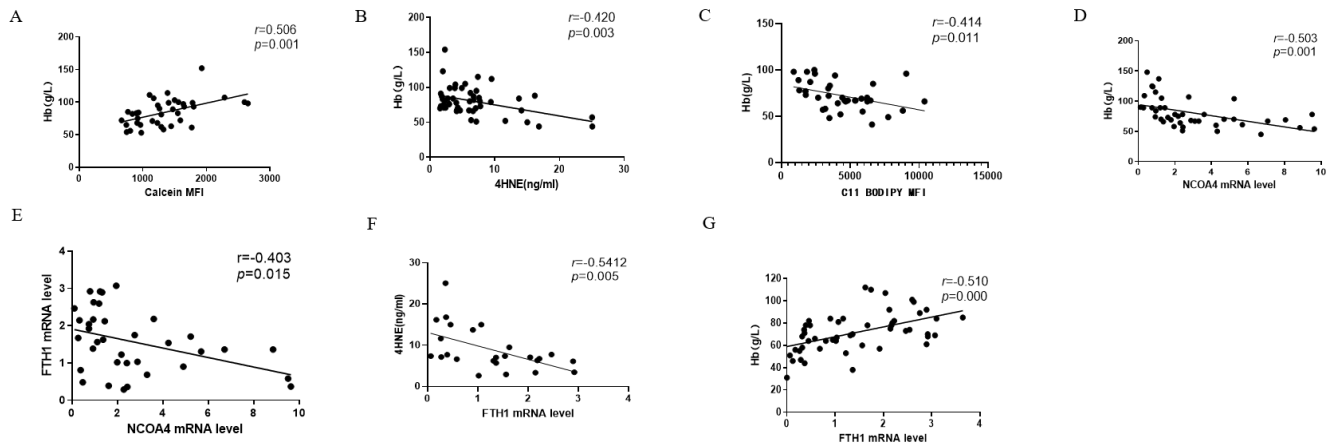 A
r=0.506
p=0.001
Hb (g/L)
200
150
100
50
0
0 1000 2000 3000
Calcein MFI
B
r=-0.420
p=0.003
Hb (g/L)
200
150
100
50
0
0 10 20 30
4HNE(ng/ml)
C
r=-0.414
p=0.011
Hb(g/L)
150
100
50
0
0 5000 10000 15000
C11 BODIPY MFI
D
r=-0.503
p=0.001
Hb (g/L)
200
150
100
50
0
0 2 4 6 8 10
NCOA4 mRNA level
E
r=-0.403
p=0.015
FTH1 mRNA level
4
3
2
1
0
0 2 4 6 8 10
NCOA4 mRNA level
F
r=-0.5412
p=0.005
4HNE(ng/ml)
30
20
10
0
0 1 2 3 4
FTH1 mRNA level
G
r=-0.510
p=0.000
Hb(g/L)
120
100
80
60
40
20
0
0 1 2 3 4
FTH1 mRNA level